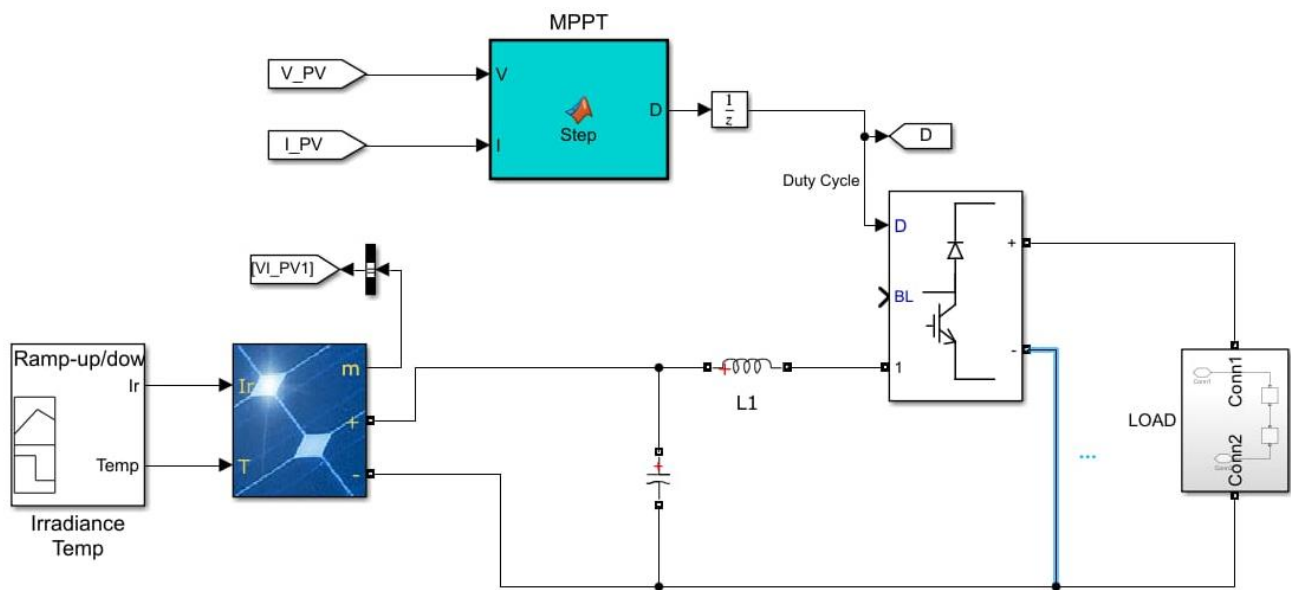 MPPT
V_PV
V
I_PV
I
Step
D
1
z
D
Duty Cycle
D
BL
1
+
-
[VI_PV1]
Ramp-up/dow
Ir
Temp
Irradiance
Temp
Ir
T
m
+
-
+
+
L1
...
LOAD
Conn1
Conn2
Conn1